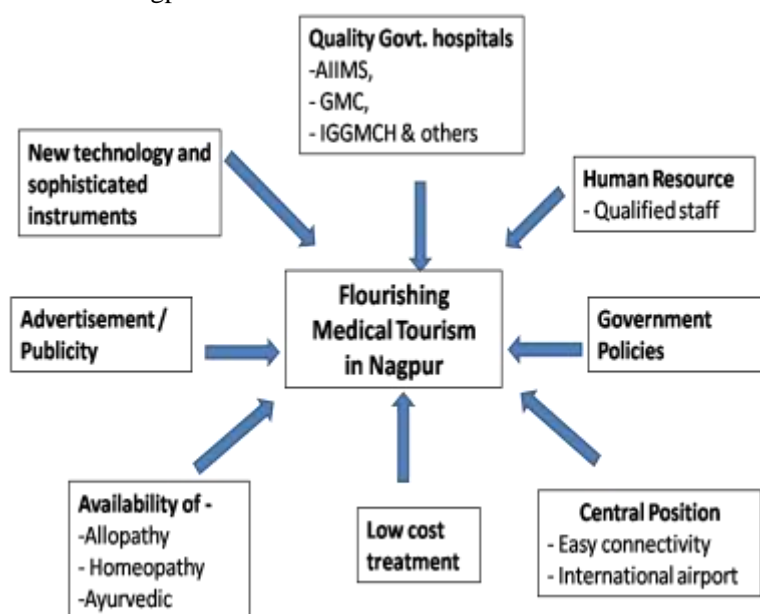 Quality Govt. hospitals
-AIIMS,
- GMC,
- IGGMCH & others
New technology and
sophisticated
instruments
Human Resource
- Qualified staff
Flourishing
Medical Tourism
in Nagpur
Advertisement /
Publicity
Government
Policies
Availability of -
-Allopathy
- Homeopathy
-Ayurvedic
Low cost
treatment
Central Position
- Easy connectivity
- International airport